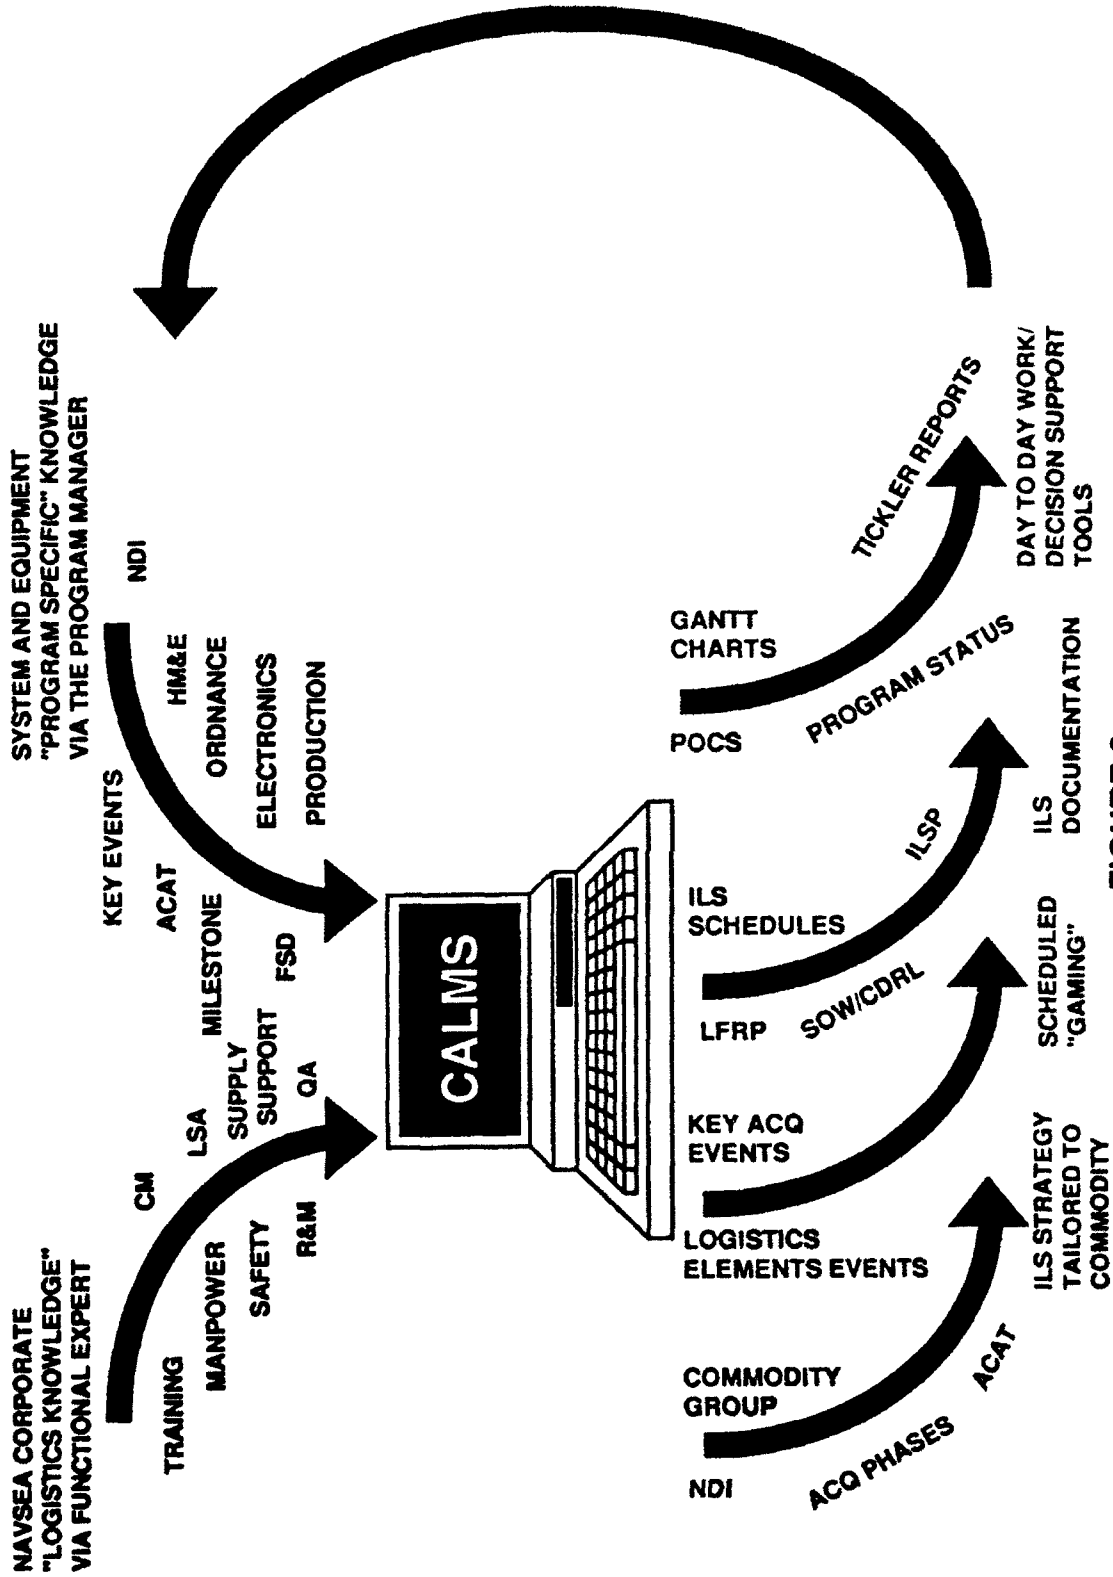 NAVSEA CORPORATE
"LOGISTICS KNOWLEDGE"
VIA FUNCTIONAL EXPERT
SYSTEM AND EQUIPMENT
"PROGRAM SPECIFIC" KNOWLEDGE
VIA THE PROGRAM MANAGER
TRAINING
CM
MANPOWER
LSA
SAFETY
SUPPLY
SUPPORT
R&M
QA
KEY EVENTS
NDI
ACAT
HM&E
MILESTONE
ORDNANCE
ELECTRONICS
FSD
PRODUCTION
CALMS
NDI
COMMODITY
GROUP
ACQ PHASES
ACAT
ILS STRATEGY
TAILORED TO
COMMODITY
LOGISTICS
ELEMENTS EVENTS
KEY ACQ
EVENTS
SCHEDULED
"GAMING"
LFRP
ILS
SCHEDULES
SOW/CDRL
ILSP
ILS
DOCUMENTATION
POCS
GANTT
CHARTS
PROGRAM STATUS
TICKLER REPORTS
DAY TO DAY WORK/
DECISION SUPPORT
TOOLS